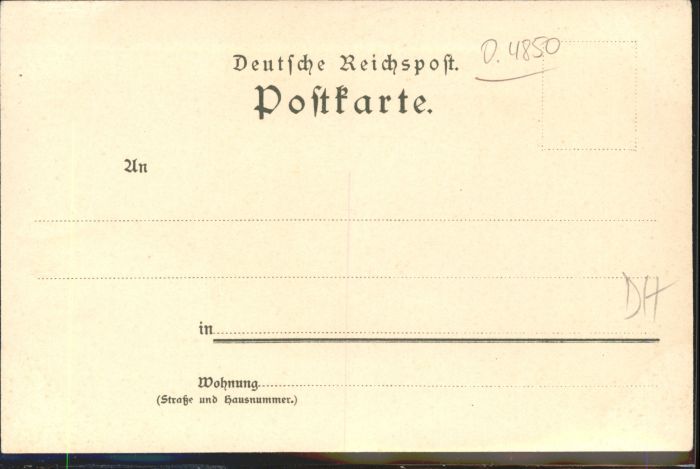 D. 4850
Deutsche Reichspost.
Postkarte.
An
DH
in
Wohnung
(Straße und Hausnummer.)